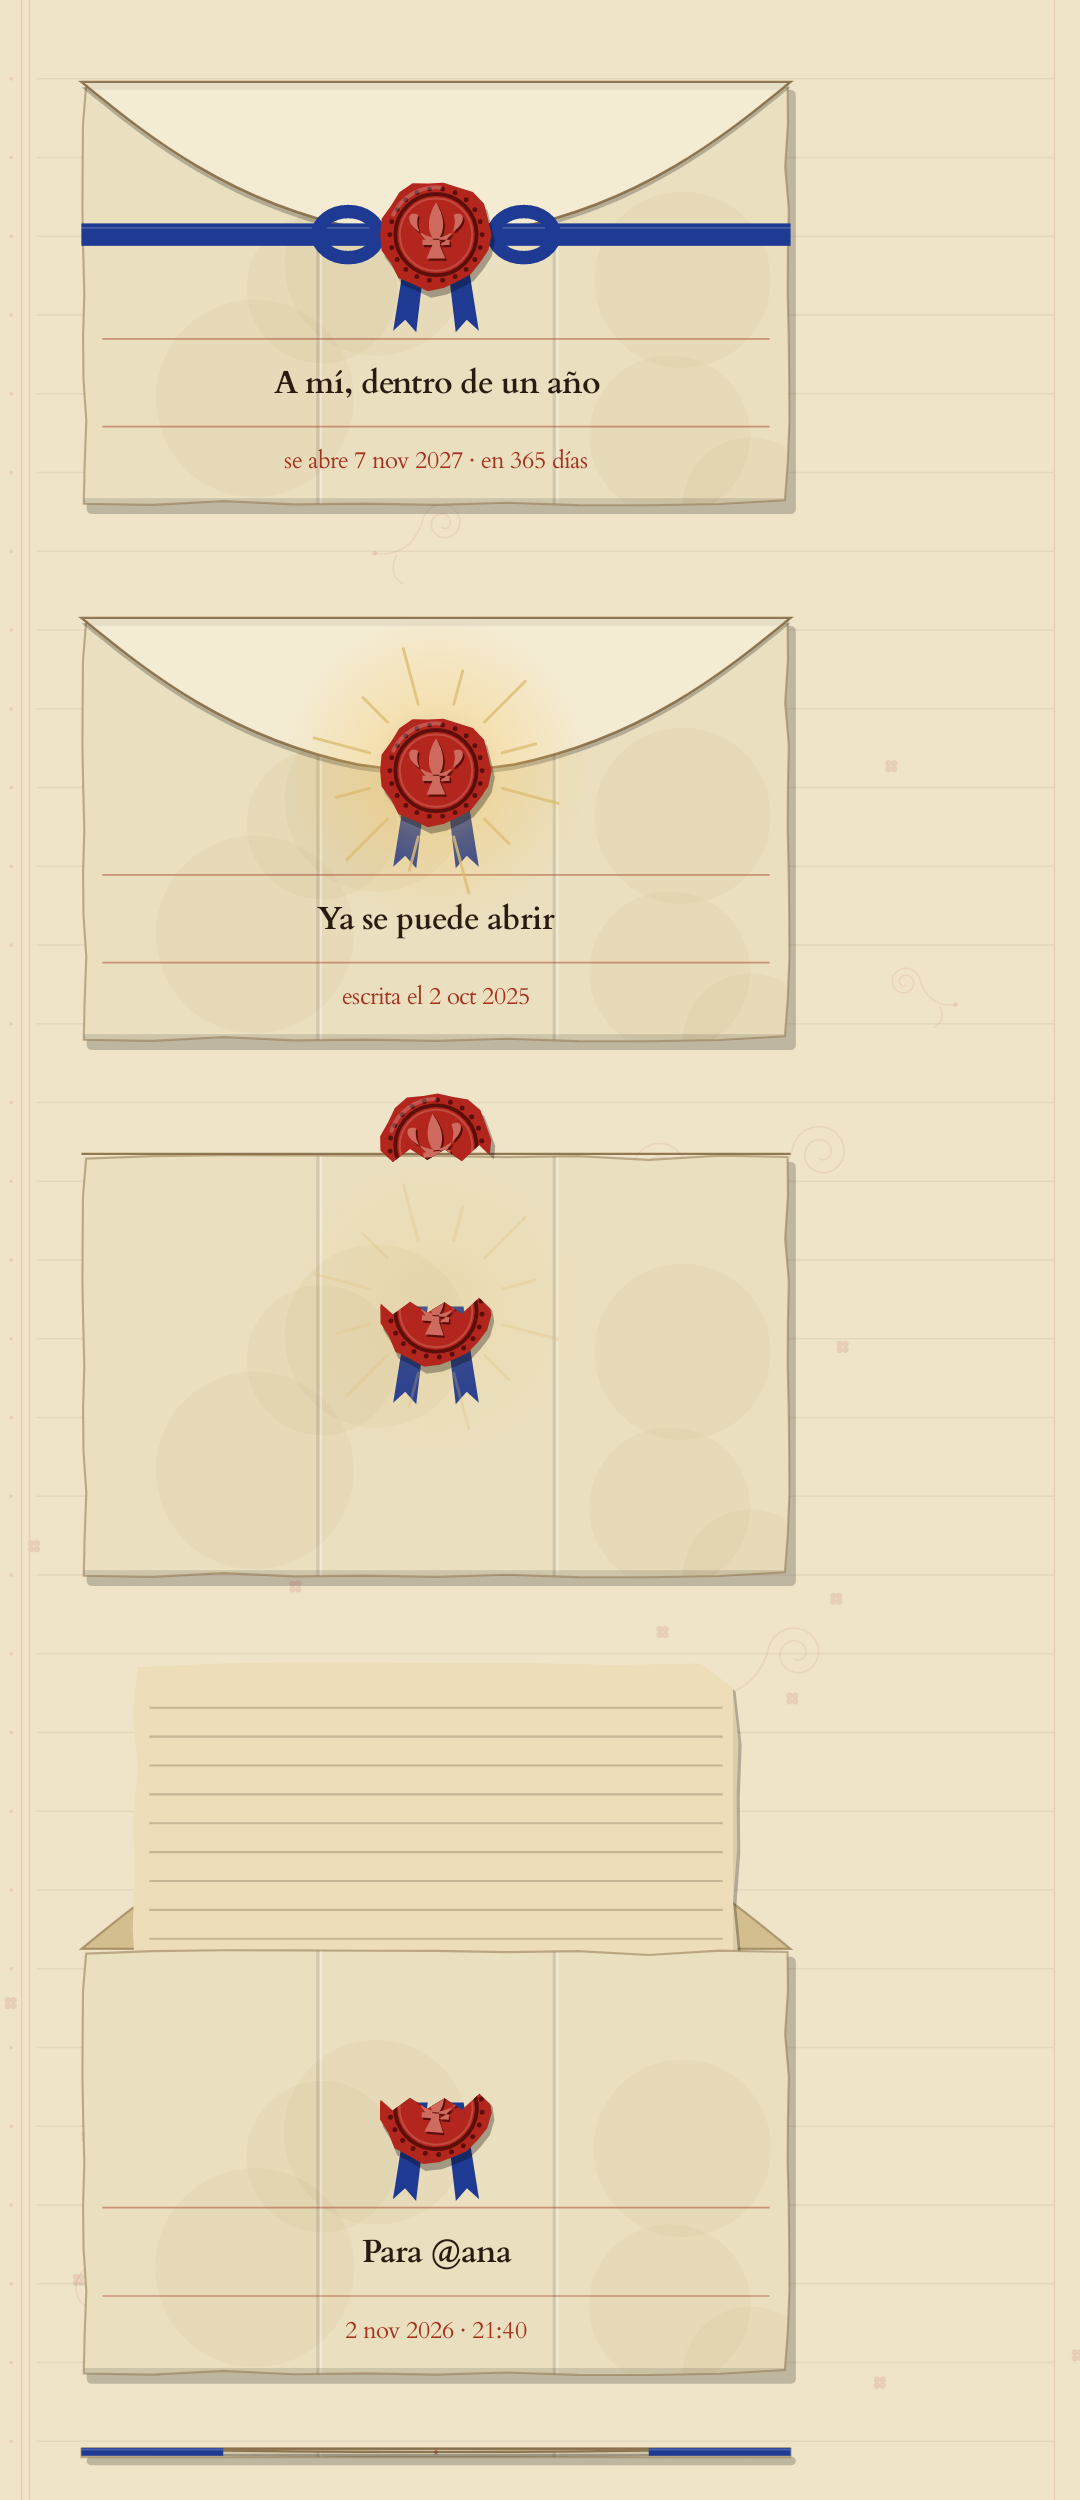 A mí, dentro de un año
se abre 7 nov 2027 · en 365 días
Ya se puede abrir
escrita el 2 oct 2025
Para @ana
2 nov 2026 · 21:40